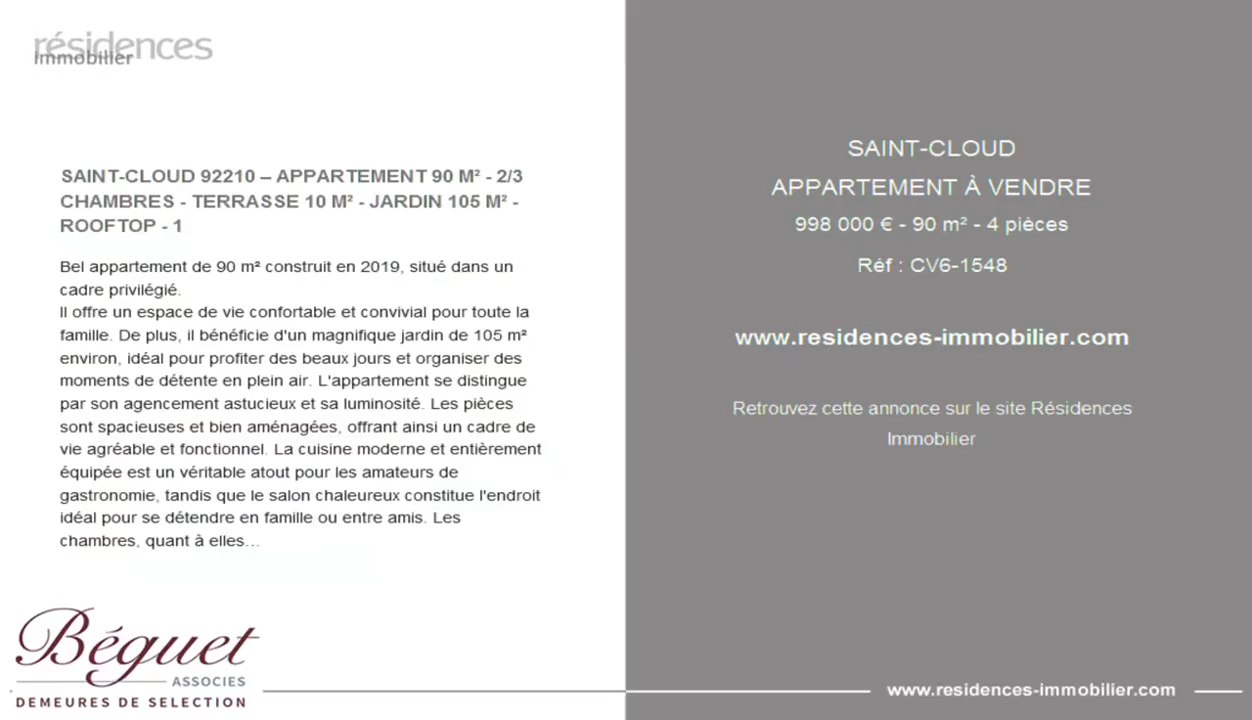 résidences
Immobilier
SAINT-CLOUD 92210 – APPARTEMENT 90 M² - 2/3
CHAMBRES - TERRASSE 10 M² - JARDIN 105 M² -
ROOFTOP - 1
Bel appartement de 90 m² construit en 2019, situé dans un
cadre privilégié.
Il offre un espace de vie confortable et convivial pour toute la
famille. De plus, il bénéficie d'un magnifique jardin de 105 m²
environ, idéal pour profiter des beaux jours et organiser des
moments de détente en plein air. L'appartement se distingue
par son agencement astucieux et sa luminosité. Les pièces
sont spacieuses et bien aménagées, offrant ainsi un cadre de
vie agréable et fonctionnel. La cuisine moderne et entièrement
équipée est un véritable atout pour les amateurs de
gastronomie, tandis que le salon chaleureux constitue l'endroit
idéal pour se détendre en famille ou entre amis. Les
chambres, quant à elles...
Béguet
ASSOCIES
DEMEURES DE SELECTION
SAINT-CLOUD
APPARTEMENT À VENDRE
998 000 € - 90 m² - 4 pièces
Réf : CV6-1548
www.residences-immobilier.com
Retrouvez cette annonce sur le site Résidences
Immobilier
www.residences-immobilier.com